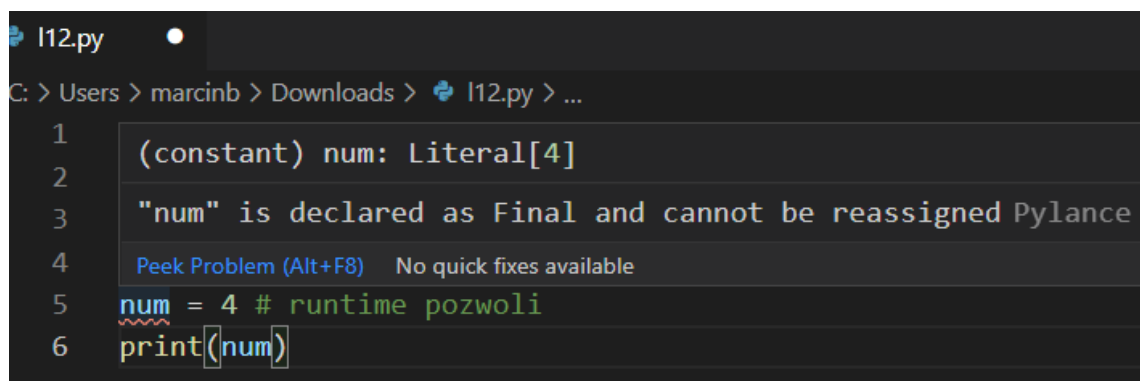 l12.py
C: > Users > marcinb > Downloads > l12.py > ...
1
(constant) num: Literal[4]
2
3 "num" is declared as Final and cannot be reassigned Pylance
4 Peek Problem (Alt+F8) No quick fixes available
5 num = 4 # runtime pozwoli
6 print(num)